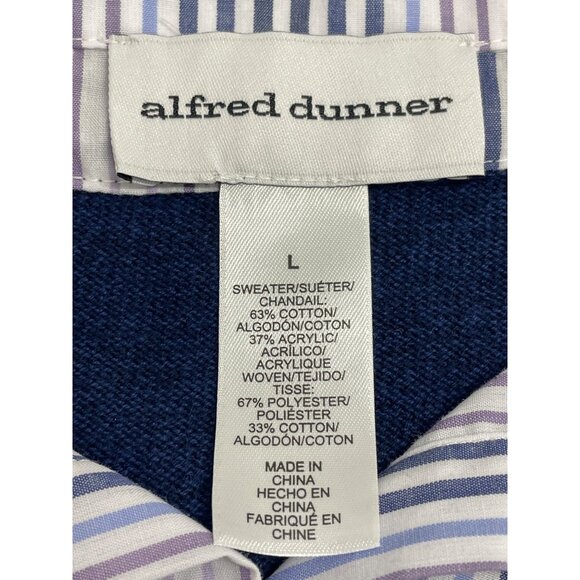 alfred dunner
L
SWEATER/SUÉTER/
CHANDAIL:
63% COTTON/
ALGODÓN/COTON
37% ACRYLIC/
ACRÍLICO/
ACRYLIQUE
WOVEN/TEJIDO/
TISSE:
67% POLYESTER/
POLIÉSTER
33% COTTON/
ALGODÓN/COTON
MADE IN
CHINA
HECHO EN
CHINA
FABRIQUÉ EN
CHINE